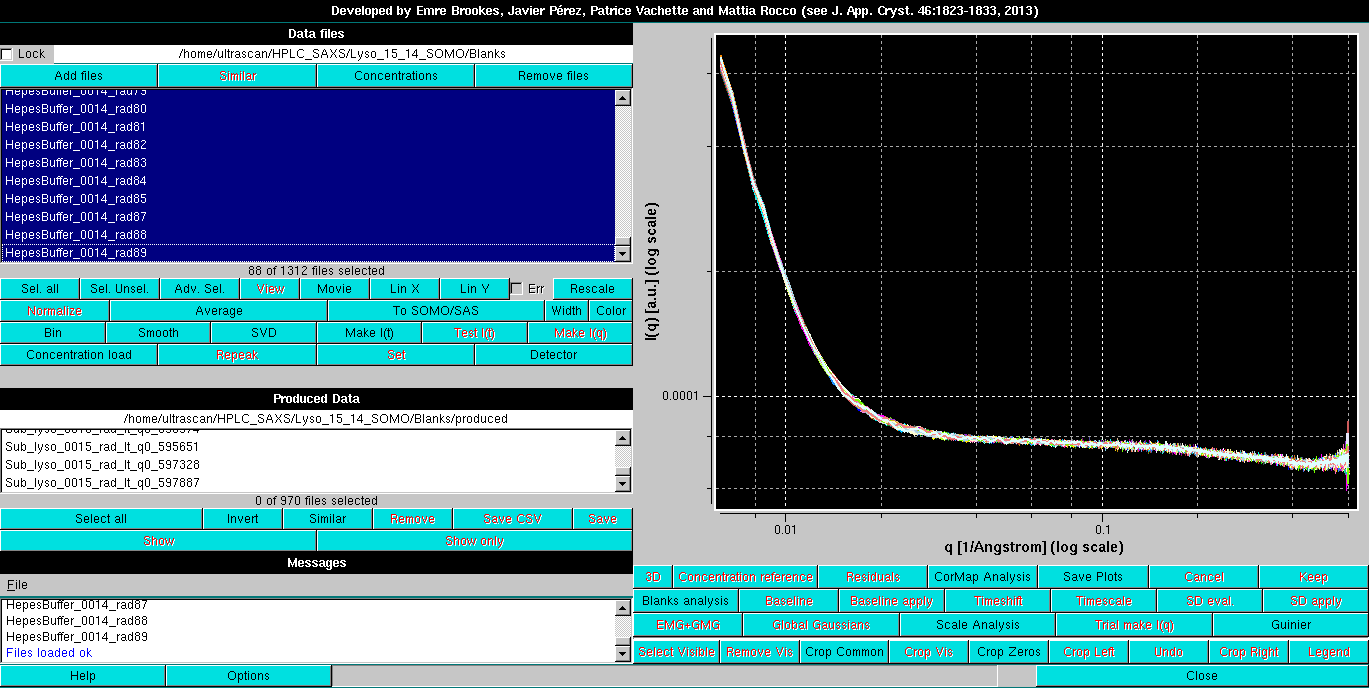 Developed by Emre Brookes, Javier Pérez, Patrice Vachette and Mattia Rocco (see J. App. Cryst. 46:1823-1833, 2013)
Data files
Lock /home/ultrascan/HPLC_SAXS/Lyso_15_14_SOMO/Blanks
Add files Similar Concentrations Remove files
HepesBuffer_0014_rad79
HepesBuffer_0014_rad80
HepesBuffer_0014_rad81
HepesBuffer_0014_rad82
HepesBuffer_0014_rad83
HepesBuffer_0014_rad84
HepesBuffer_0014_rad85
HepesBuffer_0014_rad87
HepesBuffer_0014_rad88
HepesBuffer_0014_rad89
88 of 1312 files selected
Sel. all Sel. Unsel. Adv. Sel. View Movie Lin X Lin Y Err Rescale
Normalize Average To SOMO/SAS Width Color
Bin Smooth SVD Make I(t) Test I(t) Make I(q)
Concentration load Repeak Set Detector
Produced Data
/home/ultrascan/HPLC_SAXS/Lyso_15_14_SOMO/Blanks/produced
Sub_lyso_0015_rad_lt_q0_595651
Sub_lyso_0015_rad_lt_q0_597328
Sub_lyso_0015_rad_lt_q0_597887
0 of 970 files selected
Select all Invert Similar Remove Save CSV Save
Show Show only
Messages
File
HepesBuffer_0014_rad87
HepesBuffer_0014_rad88
HepesBuffer_0014_rad89
Files loaded ok
Help Options
I(q) [a.u.] (log scale)
0.0001
0.01 0.1
q [1/Angstrom] (log scale)
3D Concentration reference Residuals CorMap Analysis Save Plots Cancel Keep
Blanks analysis Baseline Baseline apply Timeshift Timescale SD eval. SD apply
EMG+GMG Global Gaussians Scale Analysis Trial make I(q) Guinier
Select Visible Remove Vis Crop Common Crop Vis Crop Zeros Crop Left Undo Crop Right Legend
Close